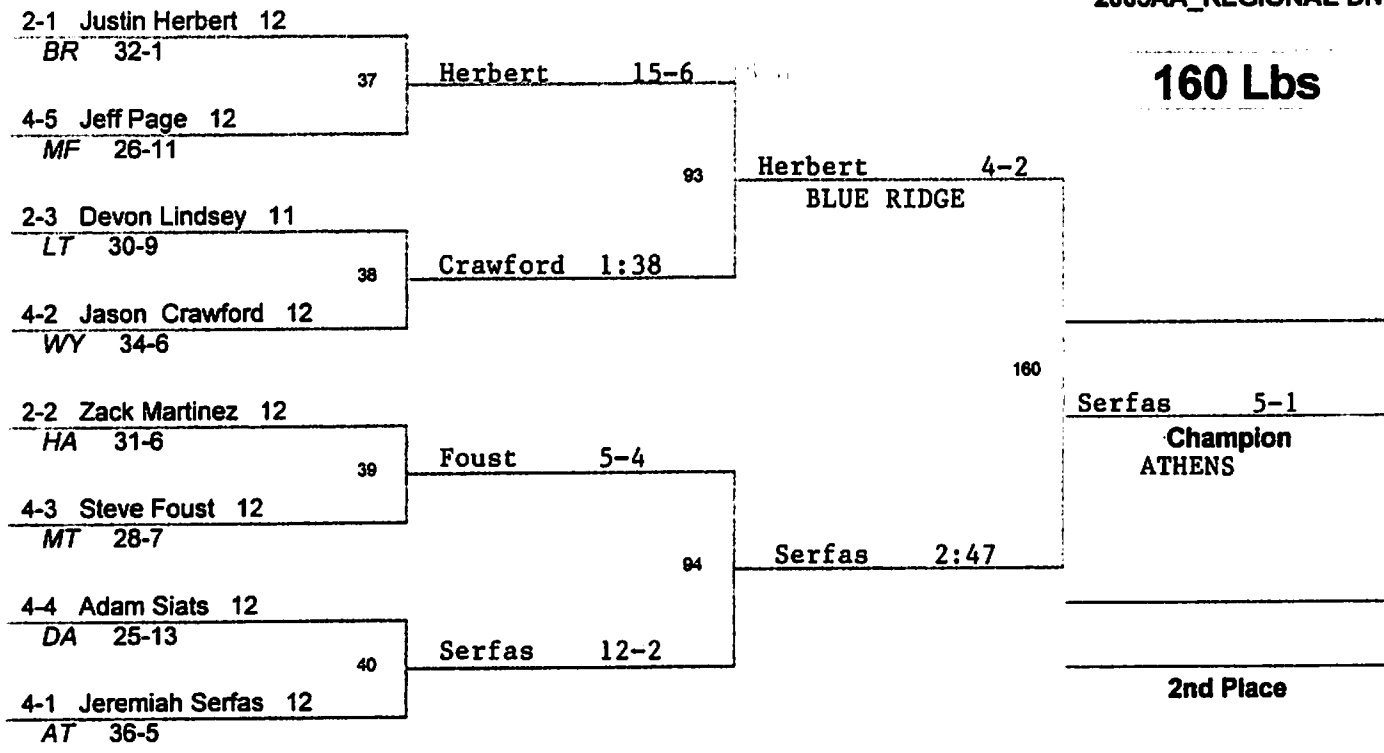 160 Lbs
2-1 Justin Herbert 12
BR 32-1
37
Herbert 15-6
4-5 Jeff Page 12
MF 26-11
93
Herbert 4-2
BLUE RIDGE
2-3 Devon Lindsey 11
LT 30-9
38
Crawford 1:38
4-2 Jason Crawford 12
WY 34-6
160
Serfas 5-1
Champion
ATHENS
2-2 Zack Martinez 12
HA 31-6
39
Foust 5-4
4-3 Steve Foust 12
MT 28-7
94
Serfas 2:47
4-4 Adam Siats 12
DA 25-13
40
Serfas 12-2
4-1 Jeremiah Serfas 12
AT 36-5
2nd Place